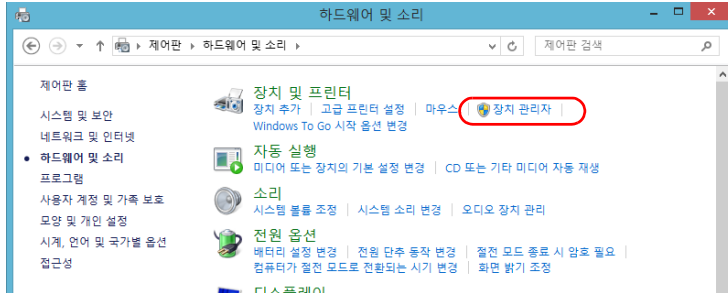 하드웨어 및 소리
제어판 하드웨어 및 소리 제어판 검색
제어판 홈
시스템 및 보안
네트워크 및 인터넷
하드웨어 및 소리
프로그램
사용자 계정 및 가족 보호
모양 및 개인 설정
시계, 언어 및 국가별 옵션
접근성
장치 및 프린터
장치 추가 고급 프린터 설정 마우스 장치 관리자
Windows To Go 시작 옵션 변경
자동 실행
미디어 또는 장치의 기본 설정 변경 CD 또는 기타 미디어 자동 재생
소리
시스템 볼륨 조정 시스템 소리 변경 오디오 장치 관리
전원 옵션
배터리 설정 변경 전원 단추 동작 변경 절전 모드 종료 시 암호 필요
컴퓨터가 절전 모드로 전환되는 시기 변경 화면 밝기 조정
디스플레이